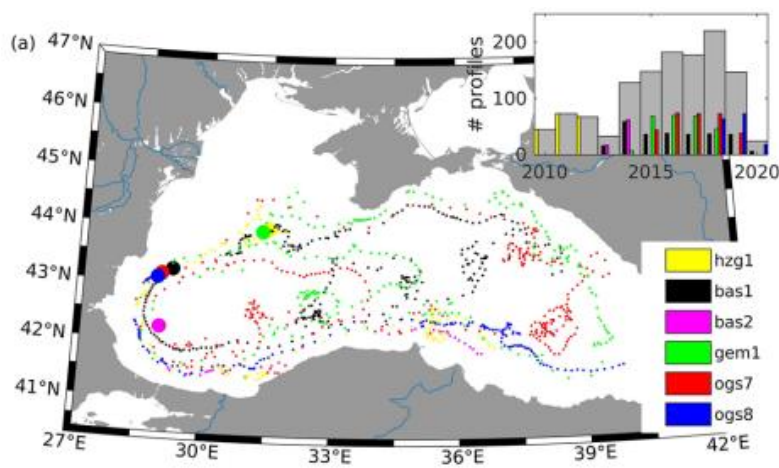 (a)
47°N
46°N
45°N
44°N
43°N
42°N
41°N
27°E
30°E
33°E
36°E
39°E
42°E
# profiles
200
100
0
2010
2015
2020
hzg1
bas1
bas2
gem1
ogs7
ogs8